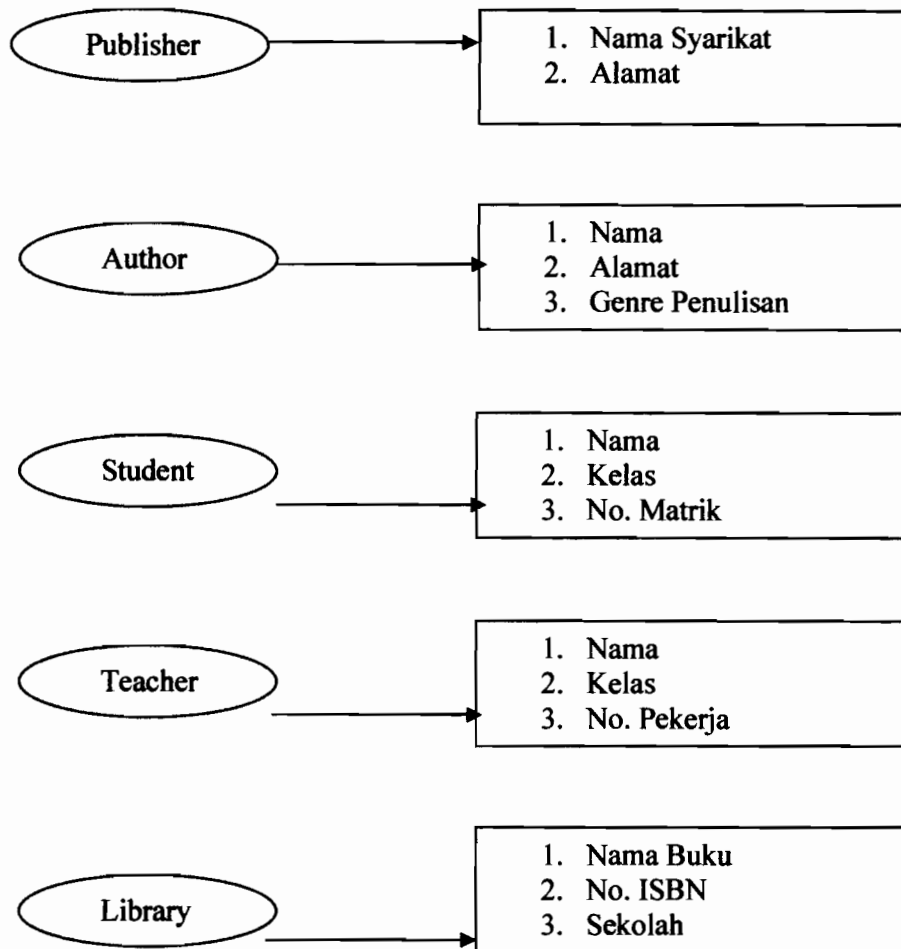 Publisher
1. Nama Syarikat
2. Alamat
Author
1. Nama
2. Alamat
3. Genre Penulisan
Student
1. Nama
2. Kelas
3. No. Matrik
Teacher
1. Nama
2. Kelas
3. No. Pekerja
Library
1. Nama Buku
2. No. ISBN
3. Sekolah